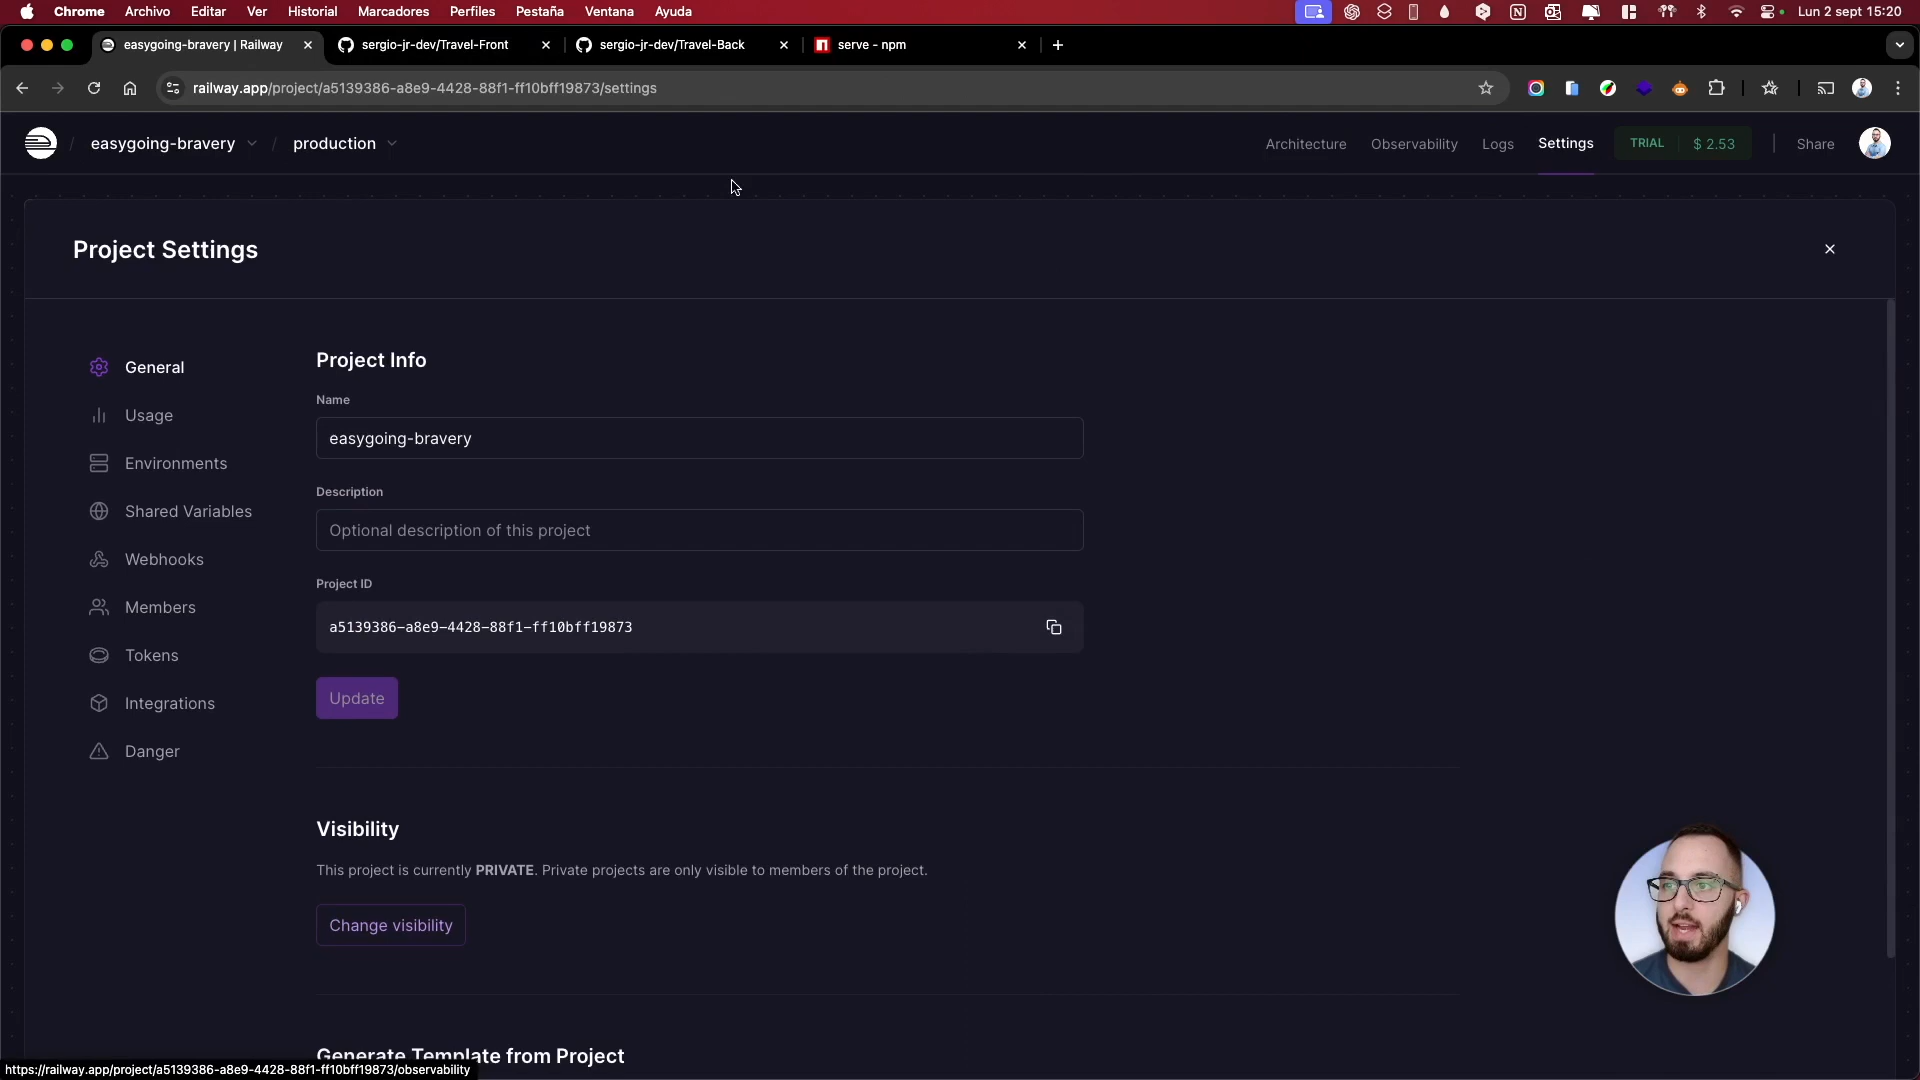 Chrome Archivo Editar Ver Historial Marcadores Perfiles Pestaña Ventana Ayuda Lun 2 sept 15:20
easygoing-bravery | Railway sergio-jr-dev/Travel-Front sergio-jr-dev/Travel-Back serve - npm
railway.app/project/a5139386-a8e9-4428-88f1-ff10bff19873/settings
/ easygoing-bravery / production Architecture Observability Logs Settings TRIAL $ 2.53 Share
Project Settings
General
Usage
Environments
Shared Variables
Webhooks
Members
Tokens
Integrations
Danger
Project Info
Name
easygoing-bravery
Description
Optional description of this project
Project ID
a5139386-a8e9-4428-88f1-ff10bff19873
Update
Visibility
This project is currently PRIVATE. Private projects are only visible to members of the project.
Change visibility
Generate Template from Project
https://railway.app/project/a5139386-a8e9-4428-88f1-ff10bff19873/observability